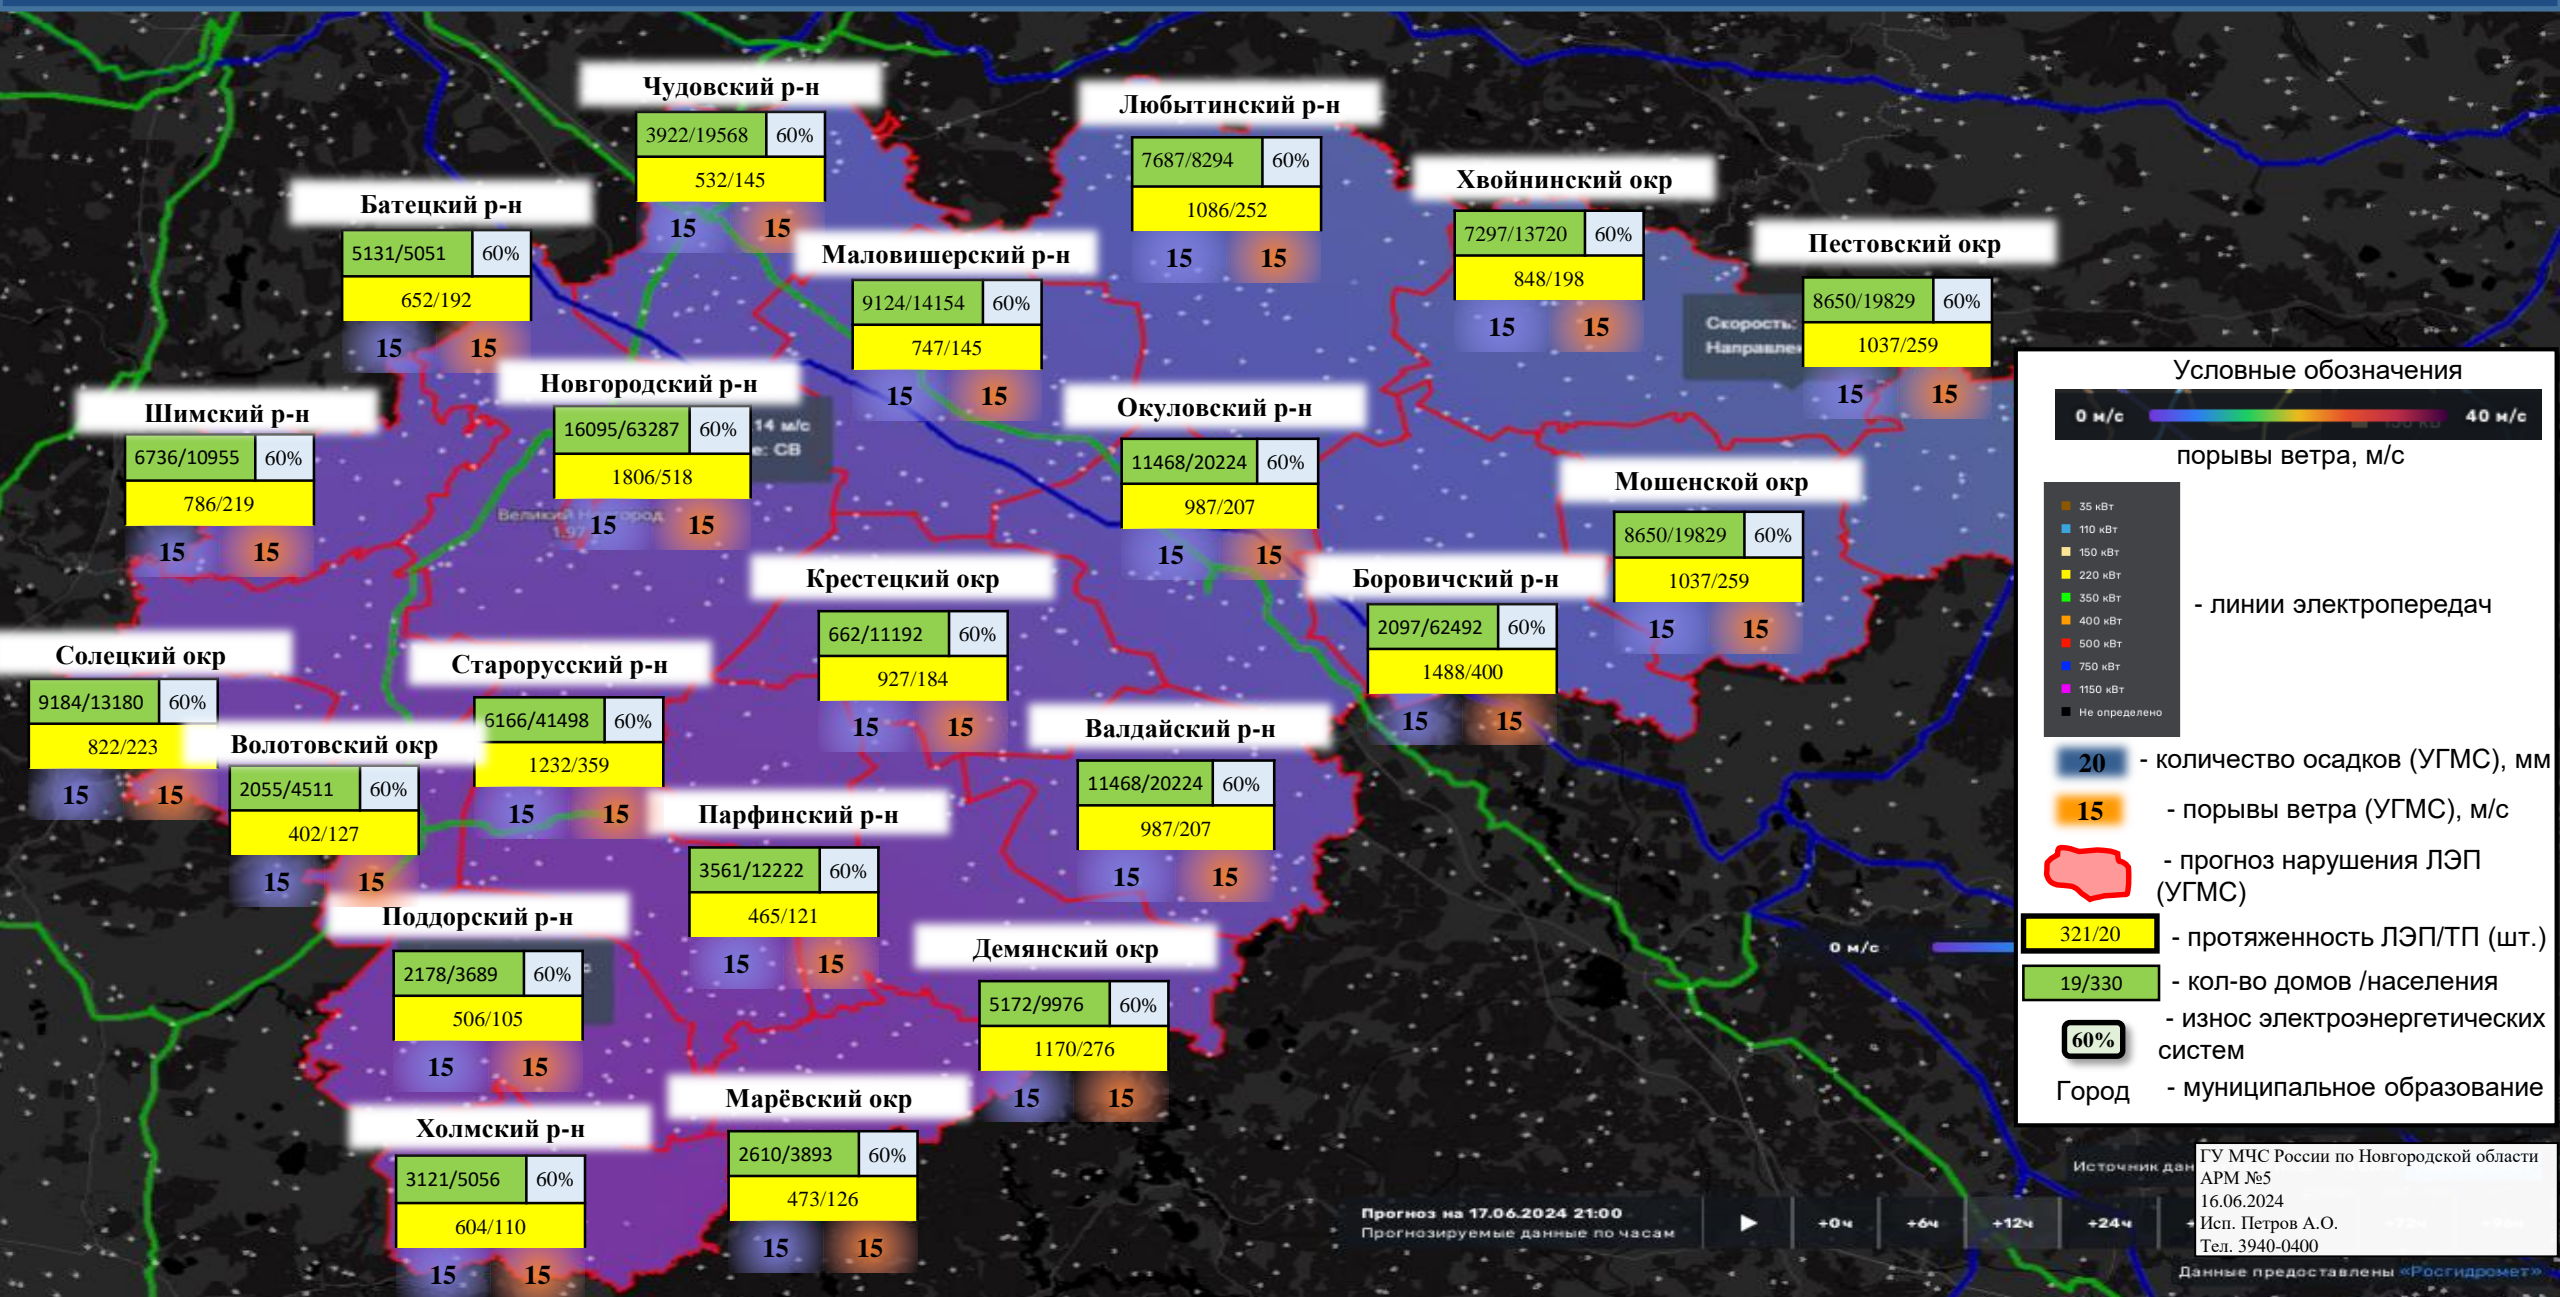 Чудовский р-н
3922/19568 60%
532/145
15 15
Любытинский р-н
7687/8294 60%
1086/252
15 15
Хвойнинский окр
7297/13720 60%
848/198
15 15
Батецкий р-н
5131/5051 60%
652/192
15 15
Маловишерский р-н
9124/14154 60%
747/145
15 15
Пестовский окр
8650/19829 60%
1037/259
15 15
Скорость:
Шимский р-н
6736/10955 60%
786/219
15 15
Новгородский р-н
16095/63287 60%
1806/518
15 15
14 м/с
е: СВ
Окуловский р-н
11468/20224 60%
987/207
15 15
Мошенской окр
8650/19829 60%
1037/259
15 15
Крестецкий окр
662/11192 60%
927/184
15 15
Боровичский р-н
2097/62492 60%
1488/400
15 15
Солецкий окр
9184/13180 60%
822/223
15 15
Старорусский р-н
6166/41498 60%
1232/359
15 15
Волотовский окр
2055/4511 60%
402/127
15 15
Валдайский р-н
11468/20224 60%
987/207
15 15
Парфинский р-н
3561/12222 60%
465/121
15 15
Поддорский р-н
2178/3689 60%
506/105
15 15
Демянский окр
5172/9976 60%
1170/276
15 15
Марёвский окр
2610/3893 60%
473/126
15 15
Холмский р-н
3121/5056 60%
604/110
15 15
Условные обозначения
0 м/с 40 м/с
порывы ветра, м/с
35 кВт
110 кВт
150 кВт
220 кВт
350 кВт
400 кВт
500 кВт
750 кВт
1150 кВт
Не определено
- линии электропередач
20 - количество осадков (УГМС), мм
15 - порывы ветра (УГМС), м/с
- прогноз нарушения ЛЭП
(УГМС)
321/20 - протяженность ЛЭП/ТП (шт.)
19/330 - кол-во домов /населения
60% - износ электроэнергетических
систем
Город - муниципальное образование
0 м/с
Прогноз на 17.06.2024 21:00
Прогнозируемые данные по часам
+0ч +6ч +12ч +24ч
Источник дан
ГУ МЧС России по Новгородской области
АРМ №5
16.06.2024
Исп. Петров А.О.
Тел. 3940-0400
Данные предоставлены «Росгидромет»